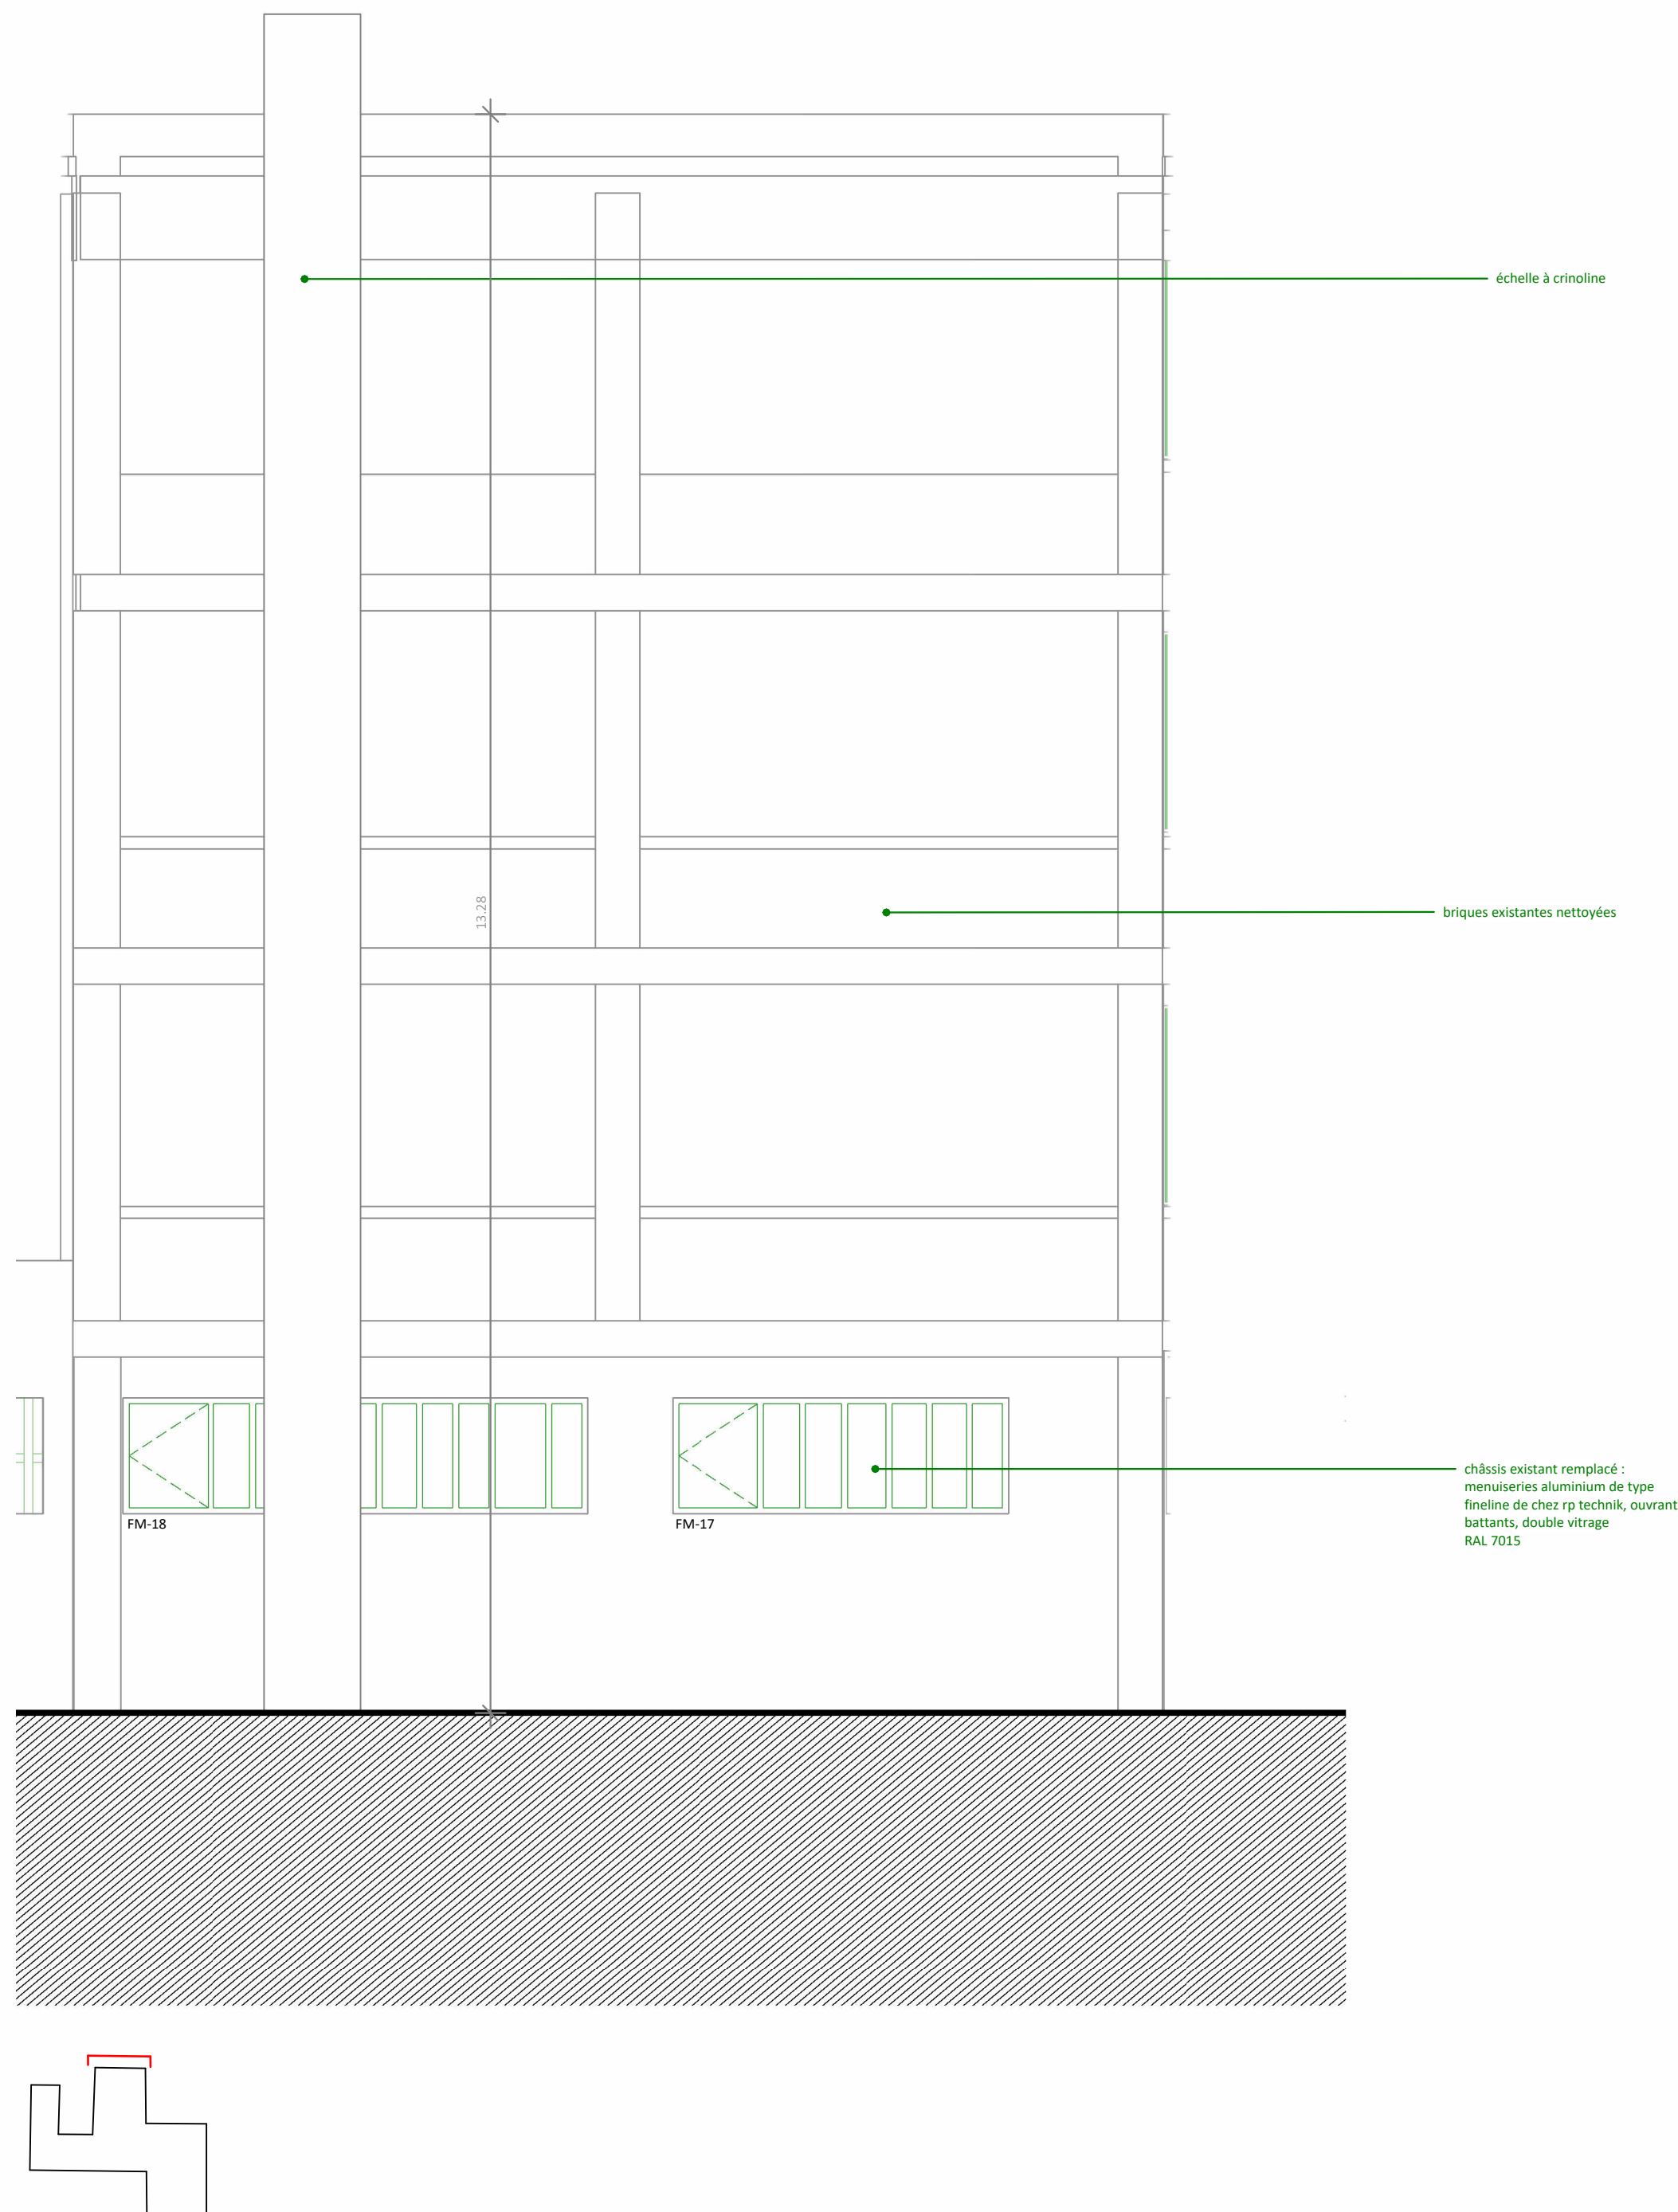 échelle à crinoline
13.28
briques existantes nettoyées
châssis existant remplacé :
menuiseries aluminium de type
fineline de chez rp technik, ouvrant
battants, double vitrage
RAL 7015
FM-18
FM-17